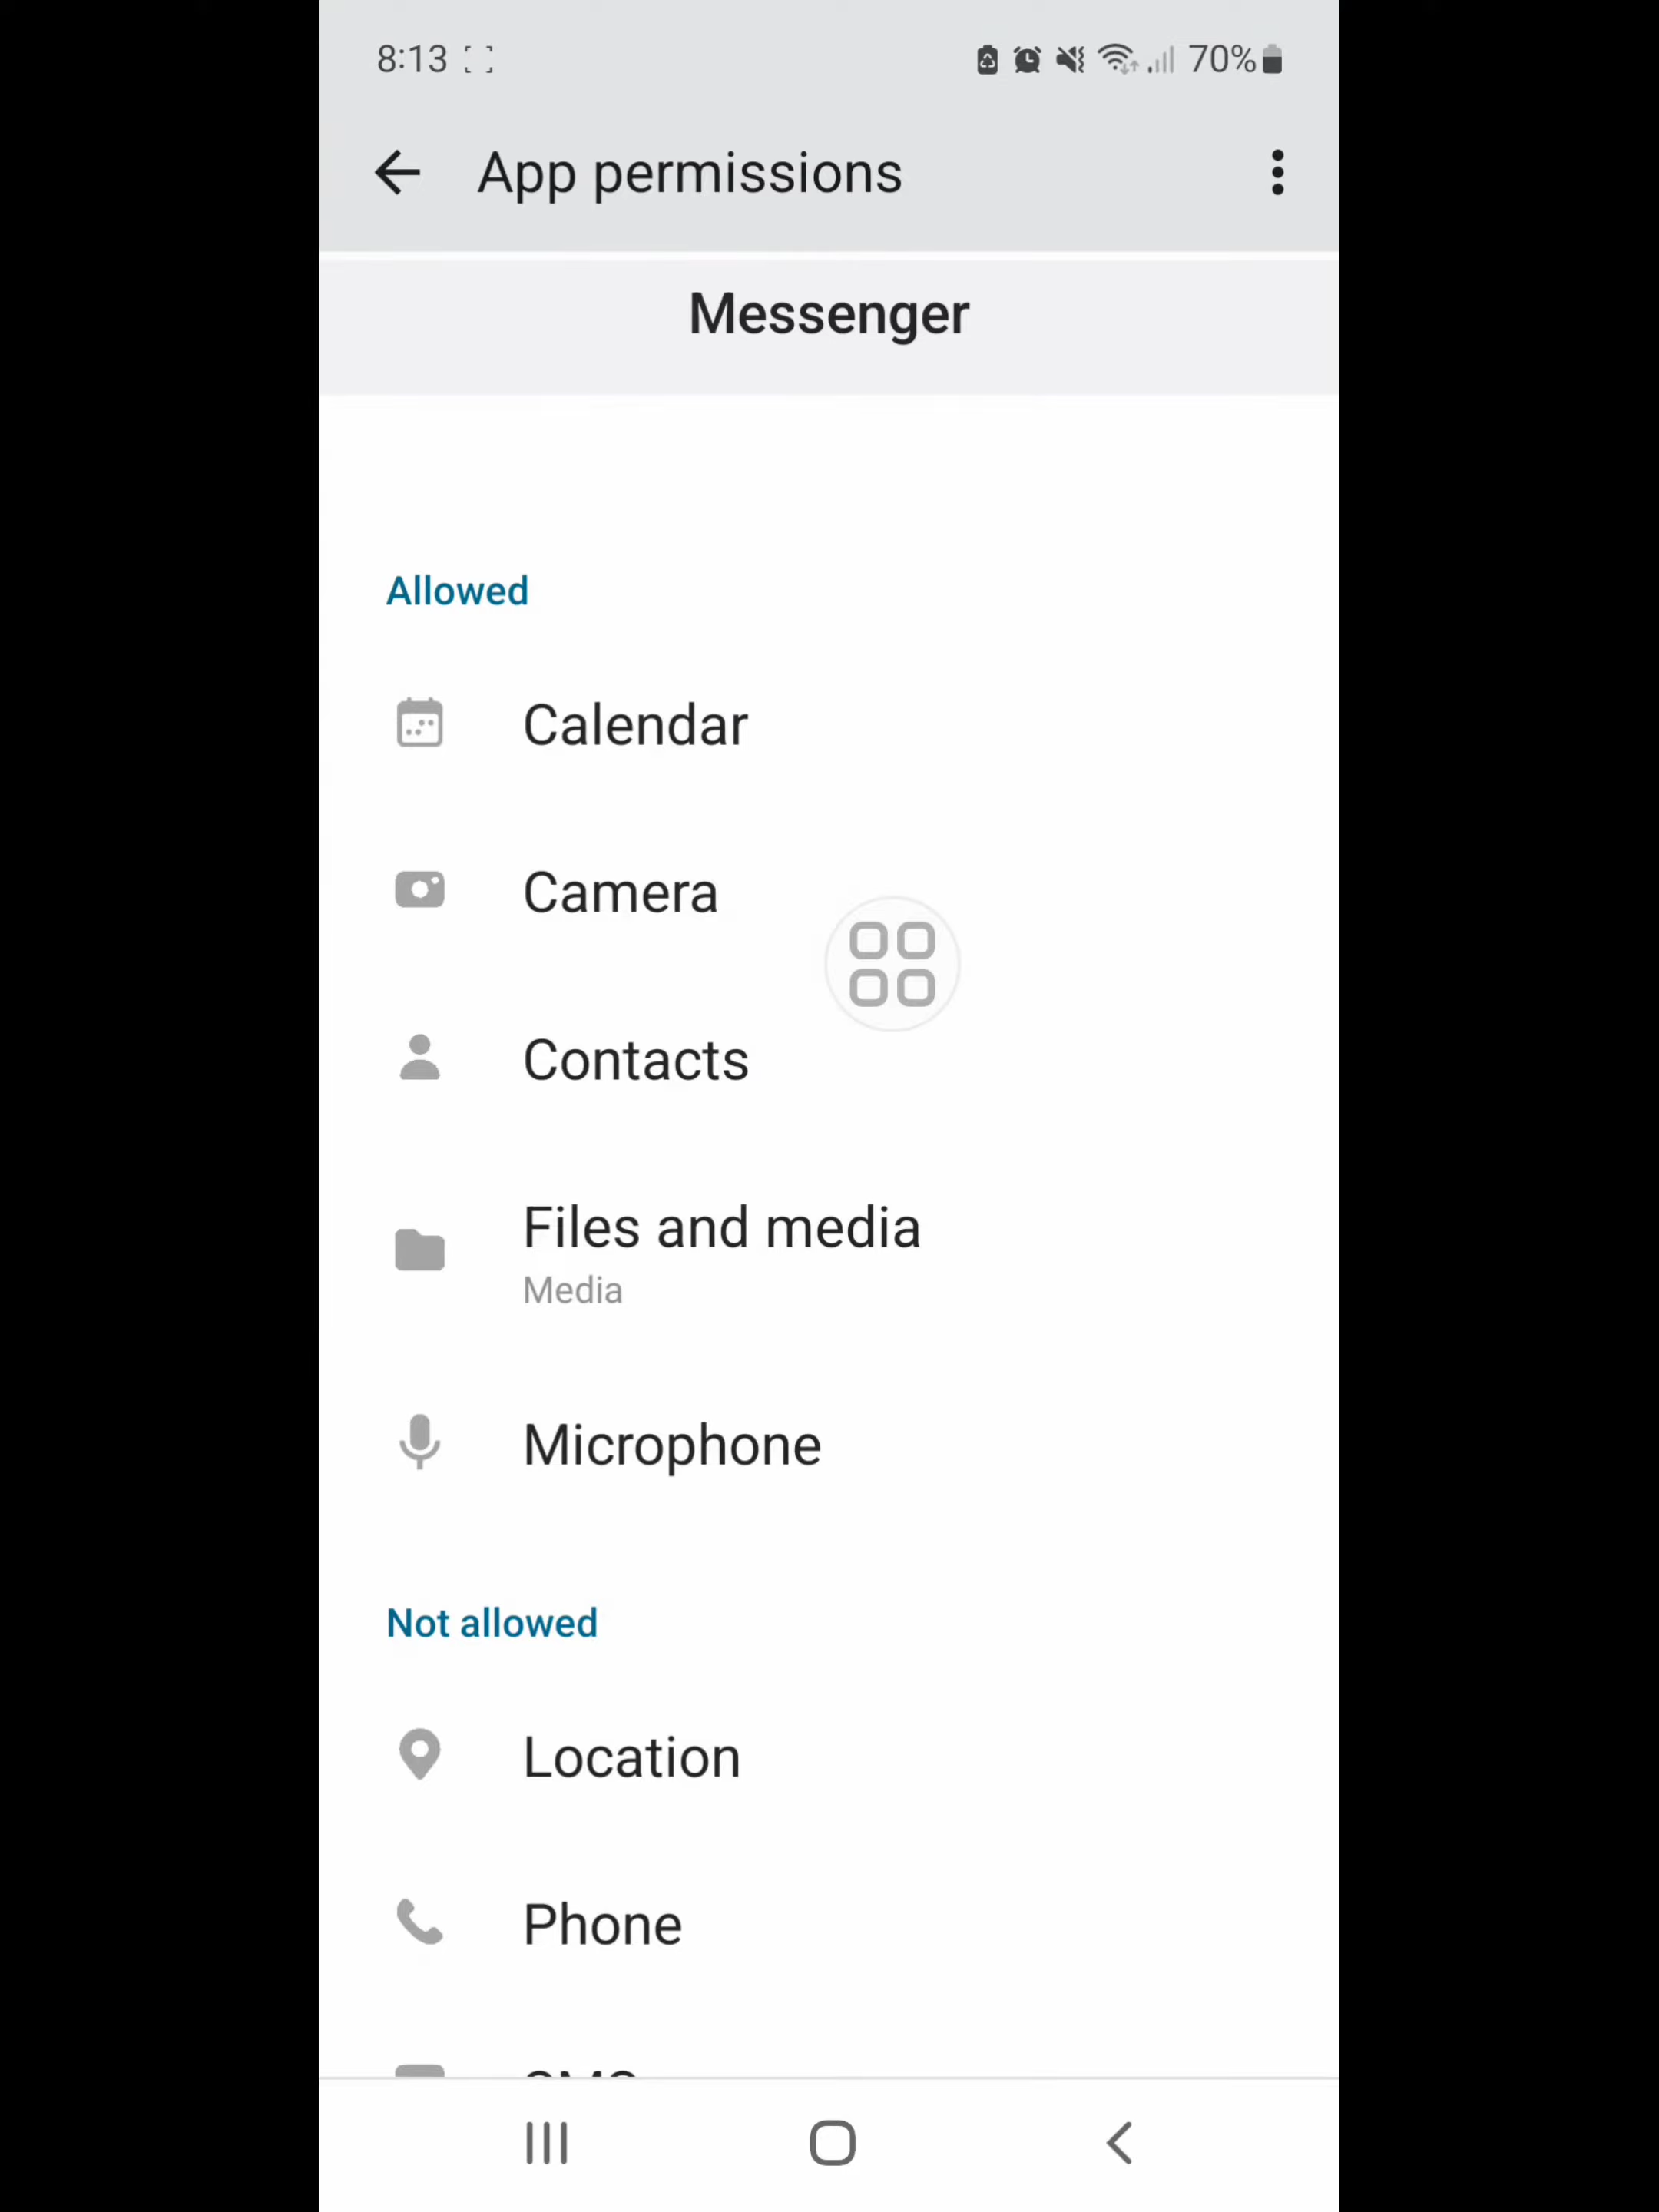 8:13 70%
App permissions
Messenger
Allowed
Calendar
Camera
Contacts
Files and media
Media
Microphone
Not allowed
Location
Phone